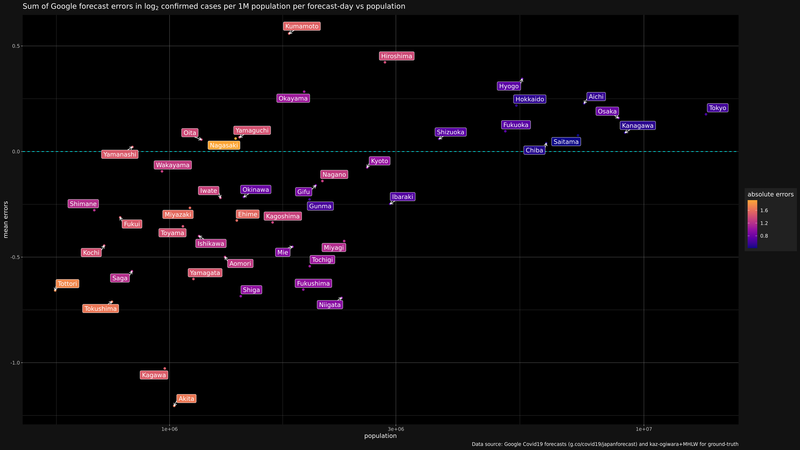 Sum of Google forecast errors in log₂ confirmed cases per 1M population per forecast-day vs population
Kumamoto
0.5
Hiroshima
Hyogo
Okayama
Hokkaido
Aichi
Osaka
Tokyo
Fukuoka
Kanagawa
Oita
Yamaguchi
Shizuoka
Nagasaki
Saitama
0.0
Yamanashi
Chiba
Kyoto
Wakayama
Nagano
absolute errors
Iwate
Okinawa
Gifu
Ibaraki
1.6
Shimane
Gunma
mean errors
Miyazaki
Ehime
Kagoshima
1.2
Fukui
Toyama
0.8
Ishikawa
Miyagi
-0.5
Kochi
Mie
Aomori
Tochigi
Saga
Yamagata
Tottori
Shiga
Fukushima
Tokushima
Niigata
-1.0
Kagawa
Akita
1e+06
3e+06
1e+07
population
Data source: Google Covid19 forecasts (g.co/covid19/japanforecast) and kaz-ogiwara+MHLW for ground-truth